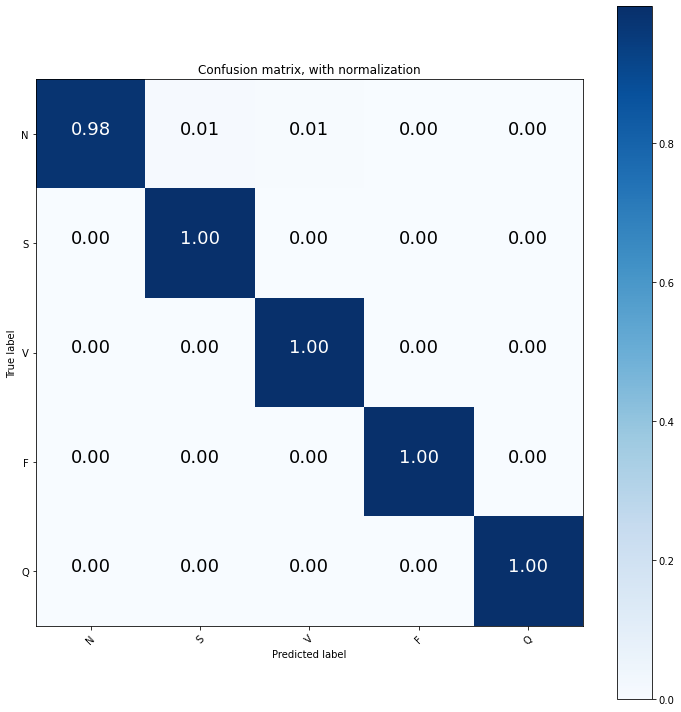 Confusion matrix, with normalization
N 0.98 0.01 0.01 0.00 0.00
S 0.00 1.00 0.00 0.00 0.00
V 0.00 0.00 1.00 0.00 0.00
F 0.00 0.00 0.00 1.00 0.00
Q 0.00 0.00 0.00 0.00 1.00
True label
N S V F Q
Predicted label
0.8
0.6
0.4
0.2
0.0